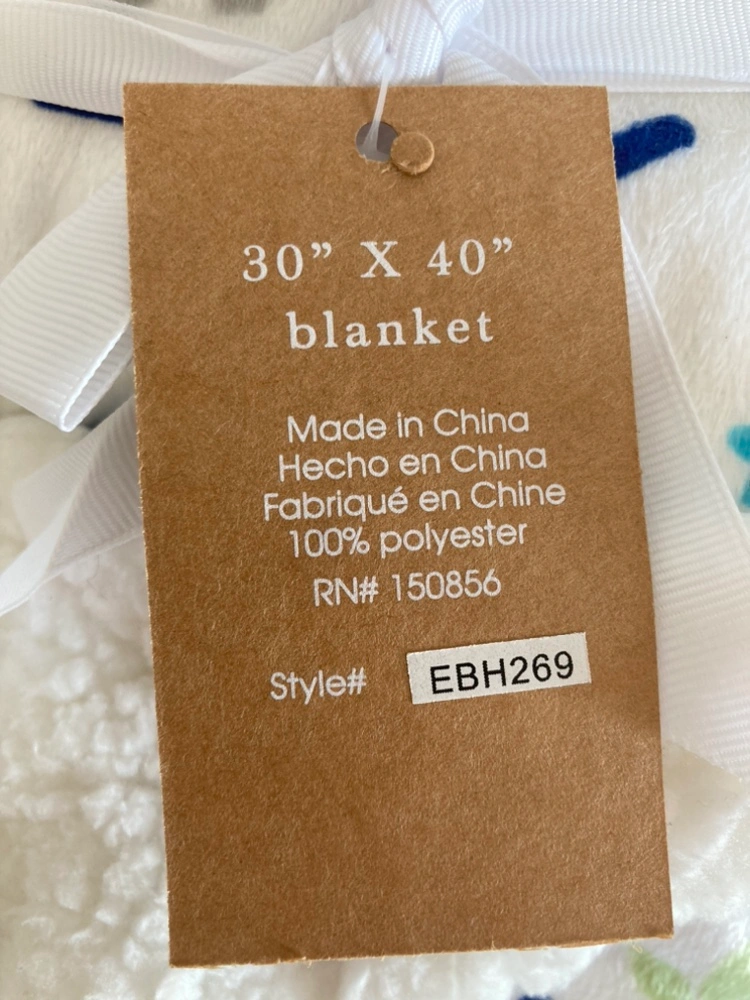 30” X 40”
blanket
Made in China
Hecho en China
Fabriqué en Chine
100% polyester
RN# 150856
Style# EBH269